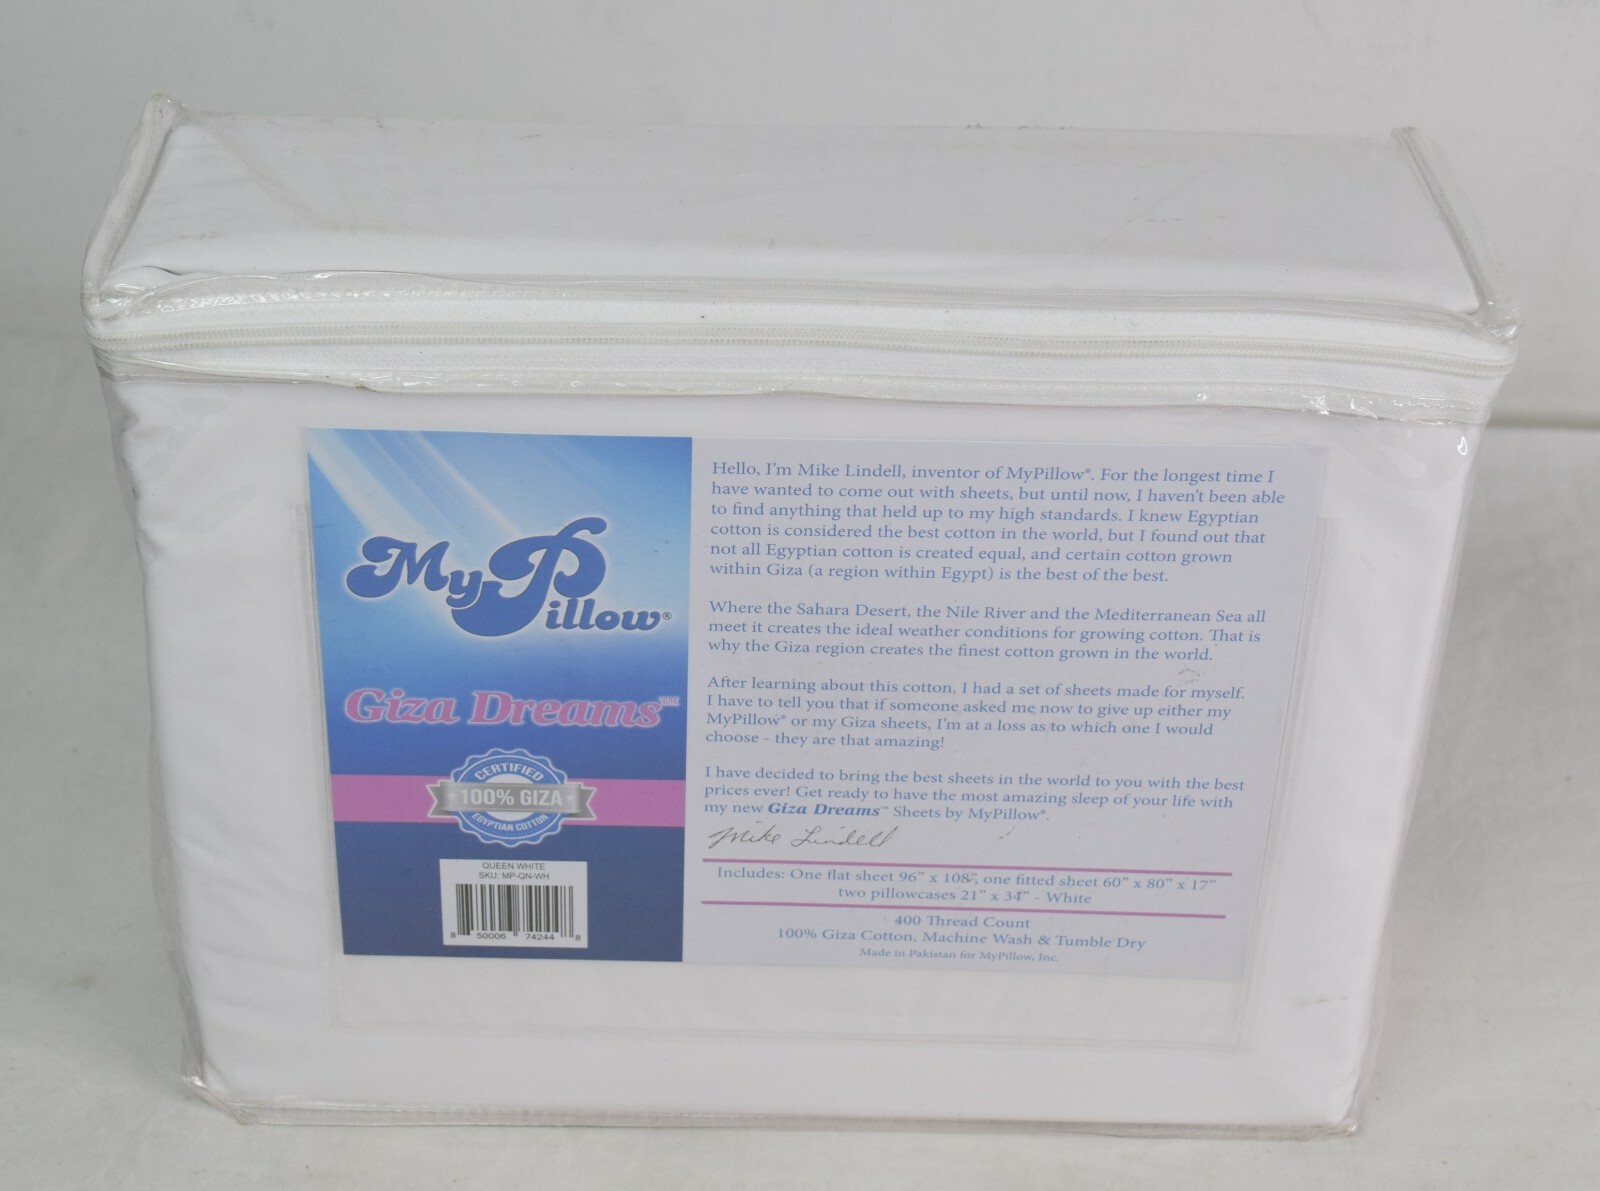 MyPillow®
Giza Dreams™
CERTIFIED
100% GIZA
EGYPTIAN COTTON
QUEEN WHITE
SKU: MP-QN-WH
8 50006 74244 8
Hello, I'm Mike Lindell, inventor of MyPillow®. For the longest time I
have wanted to come out with sheets, but until now, I haven't been able
to find anything that held up to my high standards. I knew Egyptian
cotton is considered the best cotton in the world, but I found out that
not all Egyptian cotton is created equal, and certain cotton grown
within Giza (a region within Egypt) is the best of the best.
Where the Sahara Desert, the Nile River and the Mediterranean Sea all
meet it creates the ideal weather conditions for growing cotton. That is
why the Giza region creates the finest cotton grown in the world.
After learning about this cotton, I had a set of sheets made for myself.
I have to tell you that if someone asked me now to give up either my
MyPillow® or my Giza sheets, I'm at a loss as to which one I would
choose - they are that amazing!
I have decided to bring the best sheets in the world to you with the best
prices ever! Get ready to have the most amazing sleep of your life with
my new Giza Dreams™ Sheets by MyPillow®.
Mike Lindell
Includes: One flat sheet 96" x 108", one fitted sheet 60" x 80" x 17"
two pillowcases 21" x 34" - White
400 Thread Count
100% Giza Cotton, Machine Wash & Tumble Dry
Made in Pakistan for MyPillow, Inc.